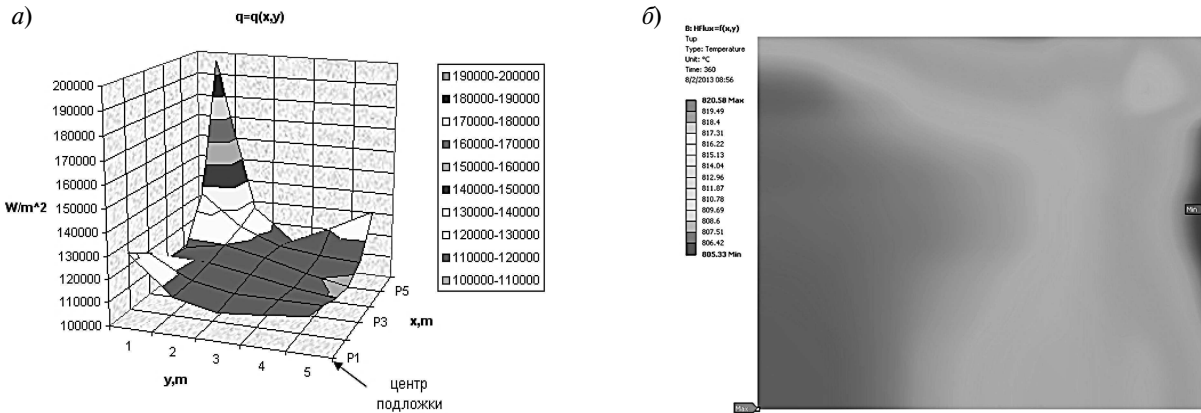 а)
q=q(x,y)
200000
190000
180000
170000
160000
150000
140000
130000
120000
110000
100000
W/m^2
1
2
3
4
5
y,m
P1
P3
P5
x,m
центр
подложки
190000-200000
180000-190000
170000-180000
160000-170000
150000-160000
140000-150000
130000-140000
120000-130000
110000-120000
100000-110000
б)
B: HFlux=f(x,y)
Tup
Type: Temperature
Unit: °C
Time: 360
8/2/2013 08:56
820.58 Max
819.49
818.4
817.31
816.22
815.13
814.04
812.96
811.87
810.78
809.69
808.6
807.51
806.42
805.33 Min
Min
Max